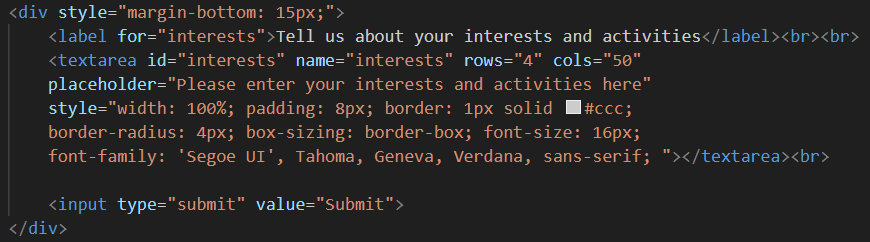 <div style="margin-bottom: 15px;">
<label for="interests">Tell us about your interests and activities</label><br><br>
<textarea id="interests" name="interests" rows="4" cols="50"
placeholder="Please enter your interests and activities here"
style="width: 100%; padding: 8px; border: 1px solid #ccc;
border-radius: 4px; box-sizing: border-box; font-size: 16px;
font-family: 'Segoe UI', Tahoma, Geneva, Verdana, sans-serif; "></textarea><br>
<input type="submit" value="Submit">
</div>